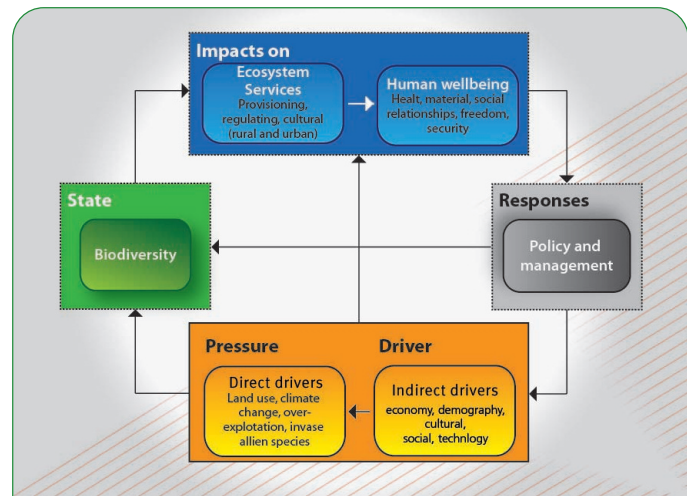 Impacts on
Ecosystem
Services
Provisioning,
regulating, cultural
(rural and urban)
Human wellbeing
Healt, material, social
relationships, freedom,
security
State
Biodiversity
Responses
Policy and
management
Pressure
Direct drivers
Land use, climate
change, over-
explotation, invase
allien species
Driver
Indirect drivers
economy, demography,
cultural,
social, technlogy